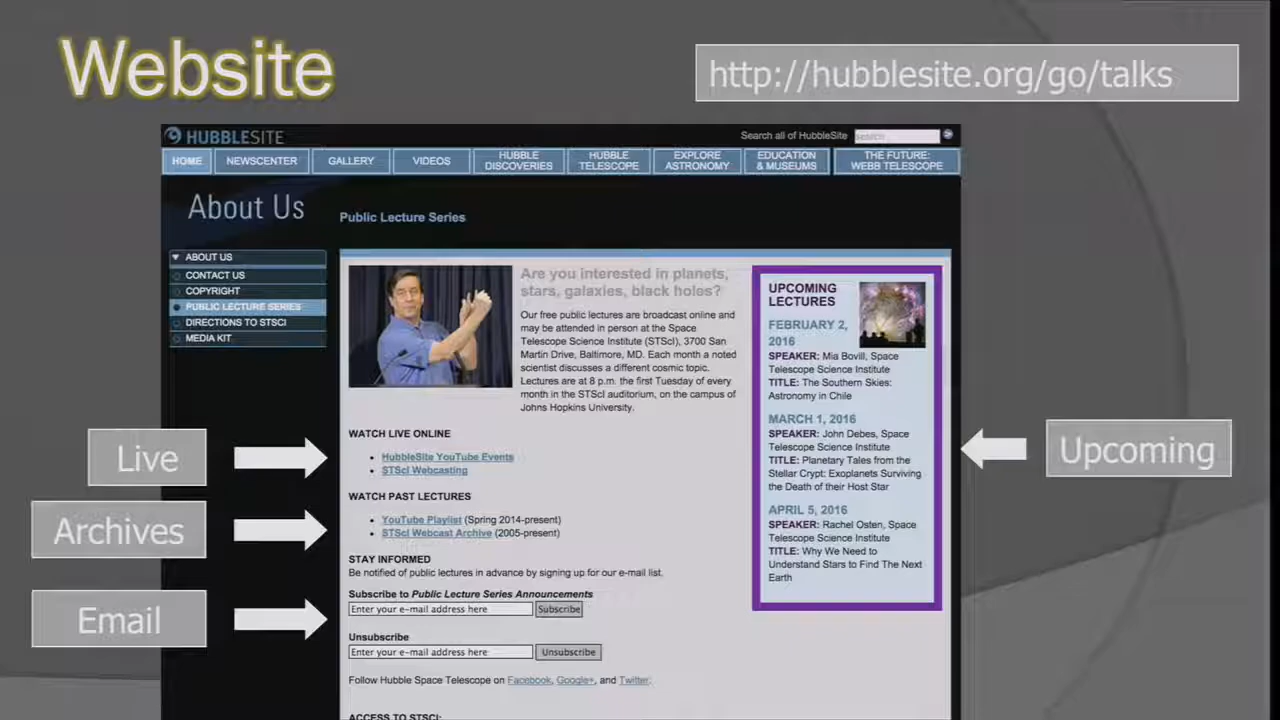 Website
http://hubblesite.org/go/talks
HUBBLESITE
Search all of HubbleSite
search
HOME
NEWSCENTER
GALLERY
VIDEOS
HUBBLE
DISCOVERIES
HUBBLE
TELESCOPE
EXPLORE
ASTRONOMY
EDUCATION
& MUSEUMS
THE FUTURE:
WEBB TELESCOPE
About Us
Public Lecture Series
ABOUT US
CONTACT US
COPYRIGHT
PUBLIC LECTURE SERIES
DIRECTIONS TO STSCI
MEDIA KIT
Are you interested in planets,
stars, galaxies, black holes?
Our free public lectures are broadcast online and
may be attended in person at the Space
Telescope Science Institute (STScI), 3700 San
Martin Drive, Baltimore, MD. Each month a noted
scientist discusses a different cosmic topic.
Lectures are at 8 p.m. the first Tuesday of every
month in the STScI auditorium, on the campus of
Johns Hopkins University.
WATCH LIVE ONLINE
HubbleSite YouTube Events
STScI Webcasting
WATCH PAST LECTURES
YouTube Playlist (Spring 2014-present)
STScI Webcast Archive (2005-present)
STAY INFORMED
Be notified of public lectures in advance by signing up for our e-mail list.
Subscribe to Public Lecture Series Announcements
Enter your e-mail address here
Subscribe
Unsubscribe
Enter your e-mail address here
Unsubscribe
Follow Hubble Space Telescope on Facebook, Google+, and Twitter.
ACCESS TO STSCI:
UPCOMING
LECTURES
FEBRUARY 2,
2016
SPEAKER: Mia Bovill, Space
Telescope Science Institute
TITLE: The Southern Skies:
Astronomy in Chile
MARCH 1, 2016
SPEAKER: John Debes, Space
Telescope Science Institute
TITLE: Planetary Tales from the
Stellar Crypt: Exoplanets Surviving
the Death of their Host Star
APRIL 5, 2016
SPEAKER: Rachel Osten, Space
Telescope Science Institute
TITLE: Why We Need to
Understand Stars to Find The Next
Earth
Live
Archives
Email
Upcoming